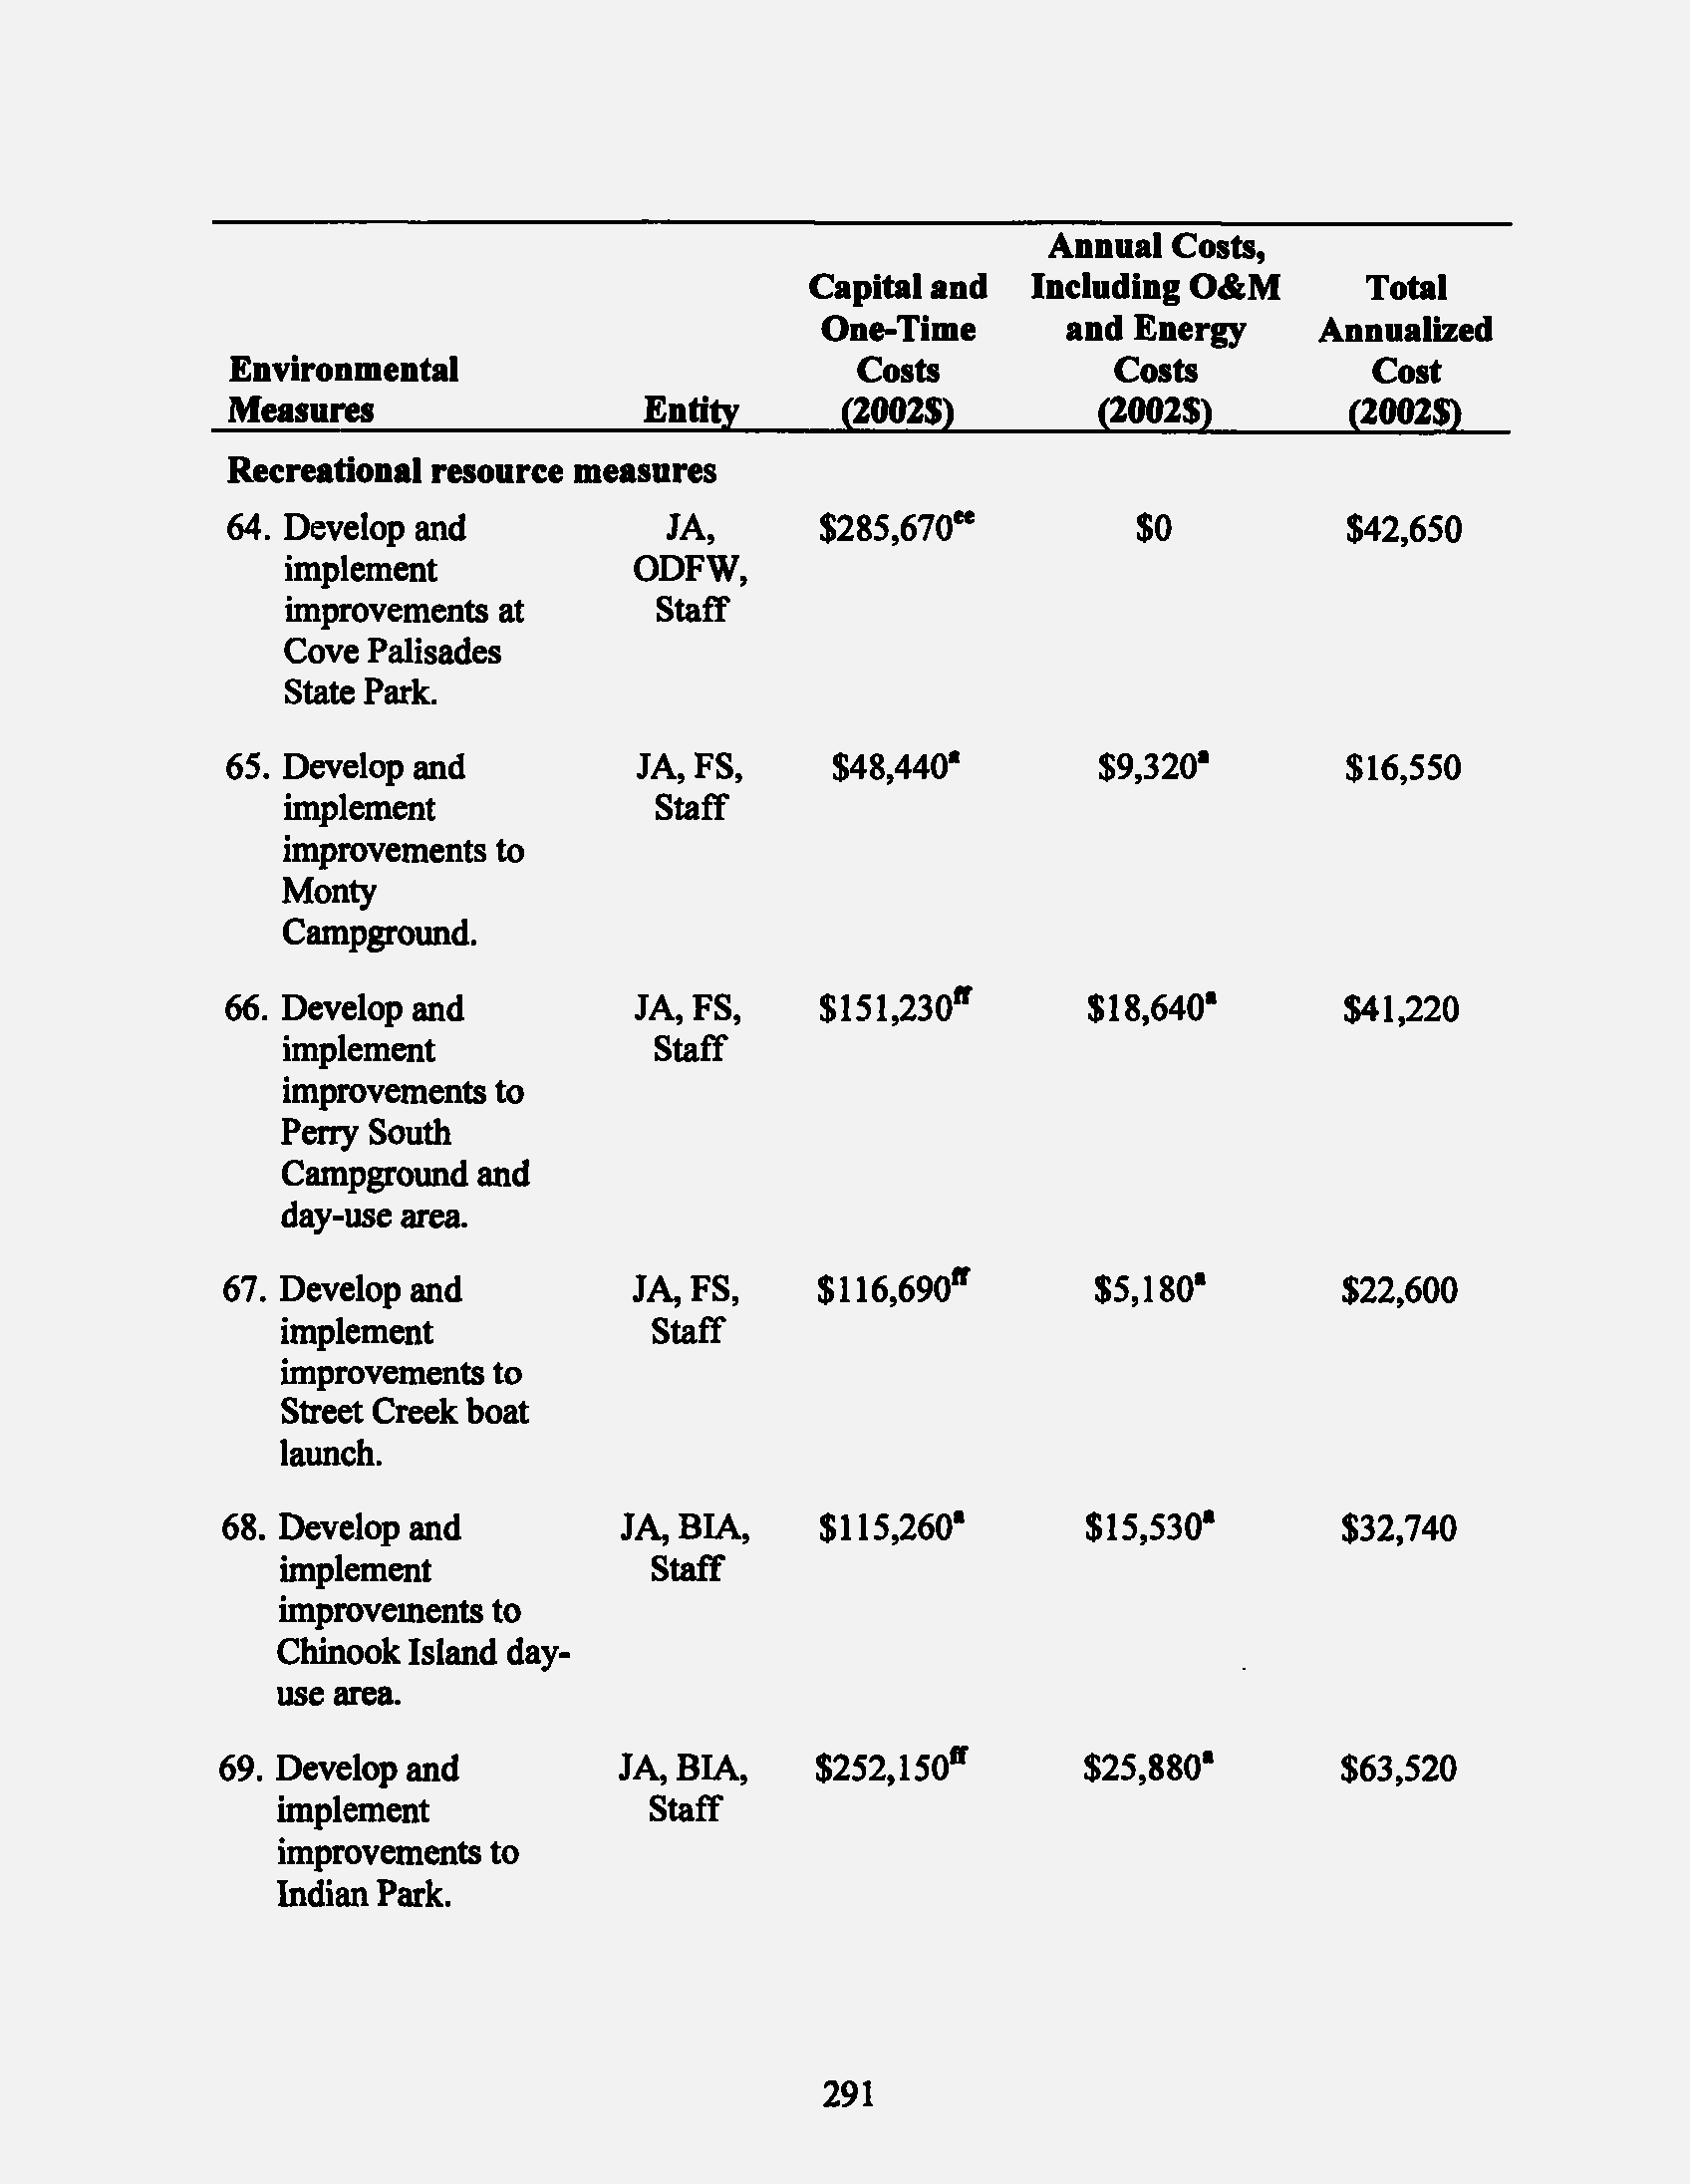 Annual Costs,
Capital and Including O&M Total
One-Time and Energy Annualized
Environmental Costs Costs Cost
Measures Entity (2002$) (2002$) (2002$)
Recreational resource measures
64. Develop and JA, $285,670ee $0 $42,650
implement ODFW,
improvements at Staff
Cove Palisades
State Park.
65. Develop and JA, FS, $48,440a $9,320a $16,550
implement Staff
improvements to
Monty
Campground.
66. Develop and JA, FS, $151,230ff $18,640a $41,220
implement Staff
improvements to
Perry South
Campground and
day-use area.
67. Develop and JA, FS, $116,690ff $5,180a $22,600
implement Staff
improvements to
Street Creek boat
launch.
68. Develop and JA, BIA, $115,260a $15,530a $32,740
implement Staff
improvements to
Chinook Island day-
use area.
69. Develop and JA, BIA, $252,150ff $25,880a $63,520
implement Staff
improvements to
Indian Park.
291